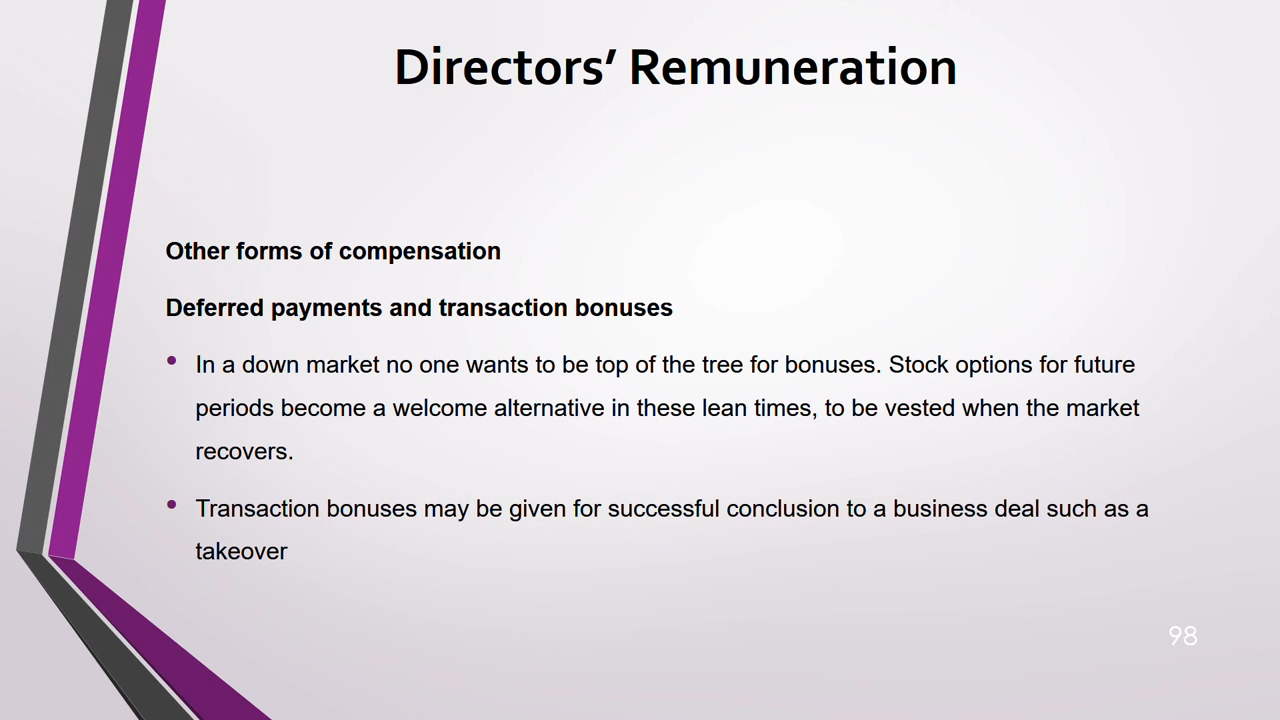 Directors’ Remuneration
Other forms of compensation
Deferred payments and transaction bonuses
• In a down market no one wants to be top of the tree for bonuses. Stock options for future
periods become a welcome alternative in these lean times, to be vested when the market
recovers.
• Transaction bonuses may be given for successful conclusion to a business deal such as a
takeover
98